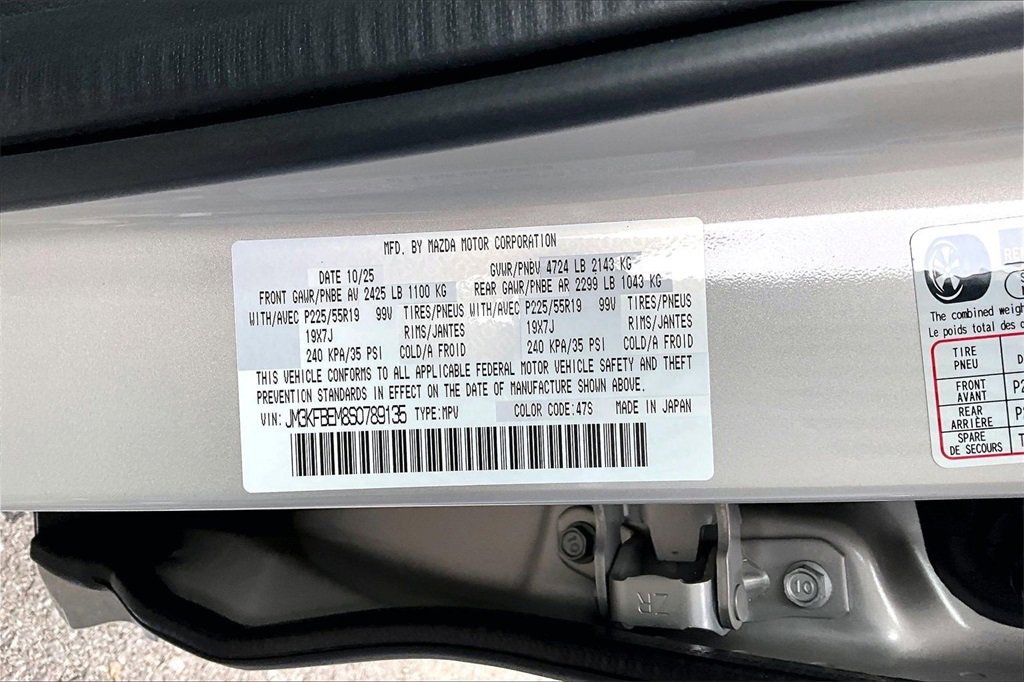 MFD. BY MAZDA MOTOR CORPORATION
DATE 10/25 GVWR/PNBV 4724 LB 2143 KG
FRONT GAWR/PNBE AV 2425 LB 1100 KG REAR GAWR/PNBE AR 2299 LB 1043 KG
WITH/AVEC P225/55R19 99V TIRES/PNEUS WITH/AVEC P225/55R19 99V TIRES/PNEUS
19X7J RIMS/JANTES 19X7J RIMS/JANTES
240 KPA/35 PSI COLD/A FROID 240 KPA/35 PSI COLD/A FROID
THIS VEHICLE CONFORMS TO ALL APPLICABLE FEDERAL MOTOR VEHICLE SAFETY AND THEFT
PREVENTION STANDARDS IN EFFECT ON THE DATE OF MANUFACTURE SHOWN ABOVE.
VIN: JM3KFBEM8S0789135 TYPE:MPV COLOR CODE:47S MADE IN JAPAN
The combined
Le poids total des
TIRE
PNEU
FRONT
AVANT
REAR
ARRIÈRE
SPARE
DE SECOURS
ZR
10